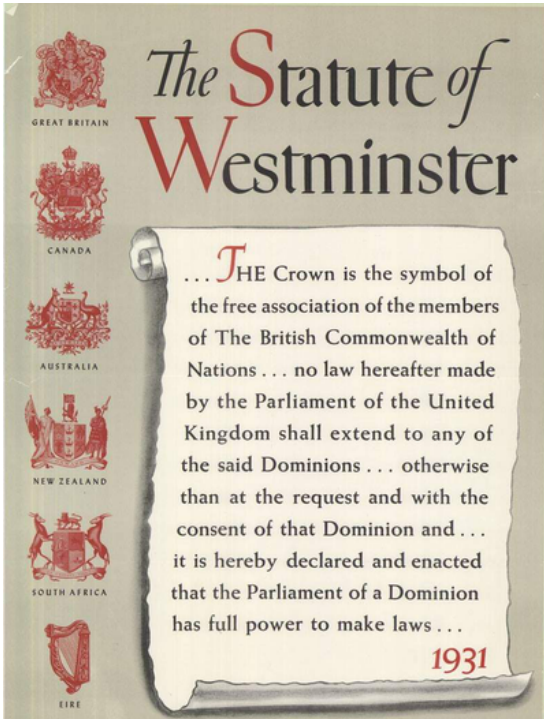 The Statute of
Westminster
GREAT BRITAIN
CANADA
AUSTRALIA
NEW ZEALAND
SOUTH AFRICA
EIRE
... THE Crown is the symbol of
the free association of the members
of The British Commonwealth of
Nations ... no law hereafter made
by the Parliament of the United
Kingdom shall extend to any of
the said Dominions ... otherwise
than at the request and with the
consent of that Dominion and ...
it is hereby declared and enacted
that the Parliament of a Dominion
has full power to make laws ...
1931